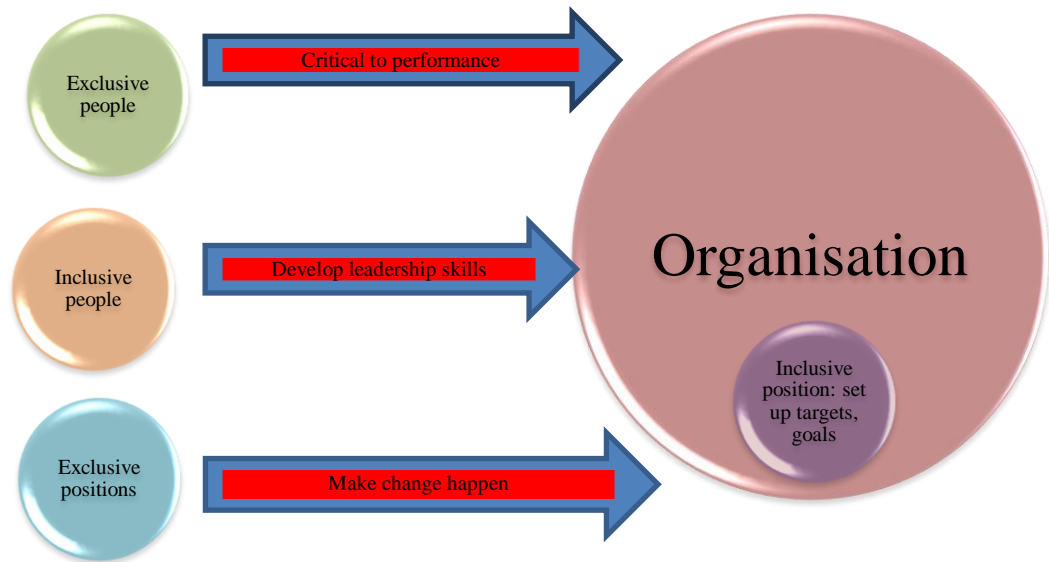 Exclusive
people
Critical to performance
Inclusive
people
Develop leadership skills
Exclusive
positions
Make change happen
Organisation
Inclusive
position: set
up targets,
goals